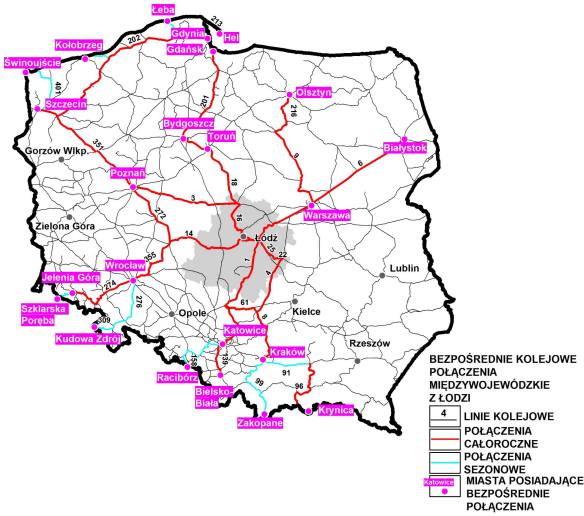 Łeba
213
Gdynia
Hel
202
Kołobrzeg
Gdańsk
Świnoujście
401
Olsztyn
Szczecin
201
216
Bydgoszcz
Toruń
351
Białystok
Gorzów Wlkp.
9
6
Poznań
18
3
272
16
Warszawa
Zielona Góra
14
Łódź
355
25
22
Wrocław
1
4
Lublin
Jelenia Góra
274
276
Szklarska
Poręba
61
Kielce
309
Opole
8
Kudowa Zdrój
Katowice
Rzeszów
158
139
Kraków
91
Racibórz
99
96
Bielsko-
Biała
Krynica
Zakopane
BEZPOŚREDNIE KOLEJOWE
POŁĄCZENIA
MIĘDZYWOJEWÓDZKIE
Z ŁODZI
4 LINIE KOLEJOWE
POŁĄCZENIA
CAŁOROCZNE
POŁĄCZENIA
SEZONOWE
Katowice MIASTA POSIADAJĄCE
BEZPOŚREDNIE
POŁĄCZENIA